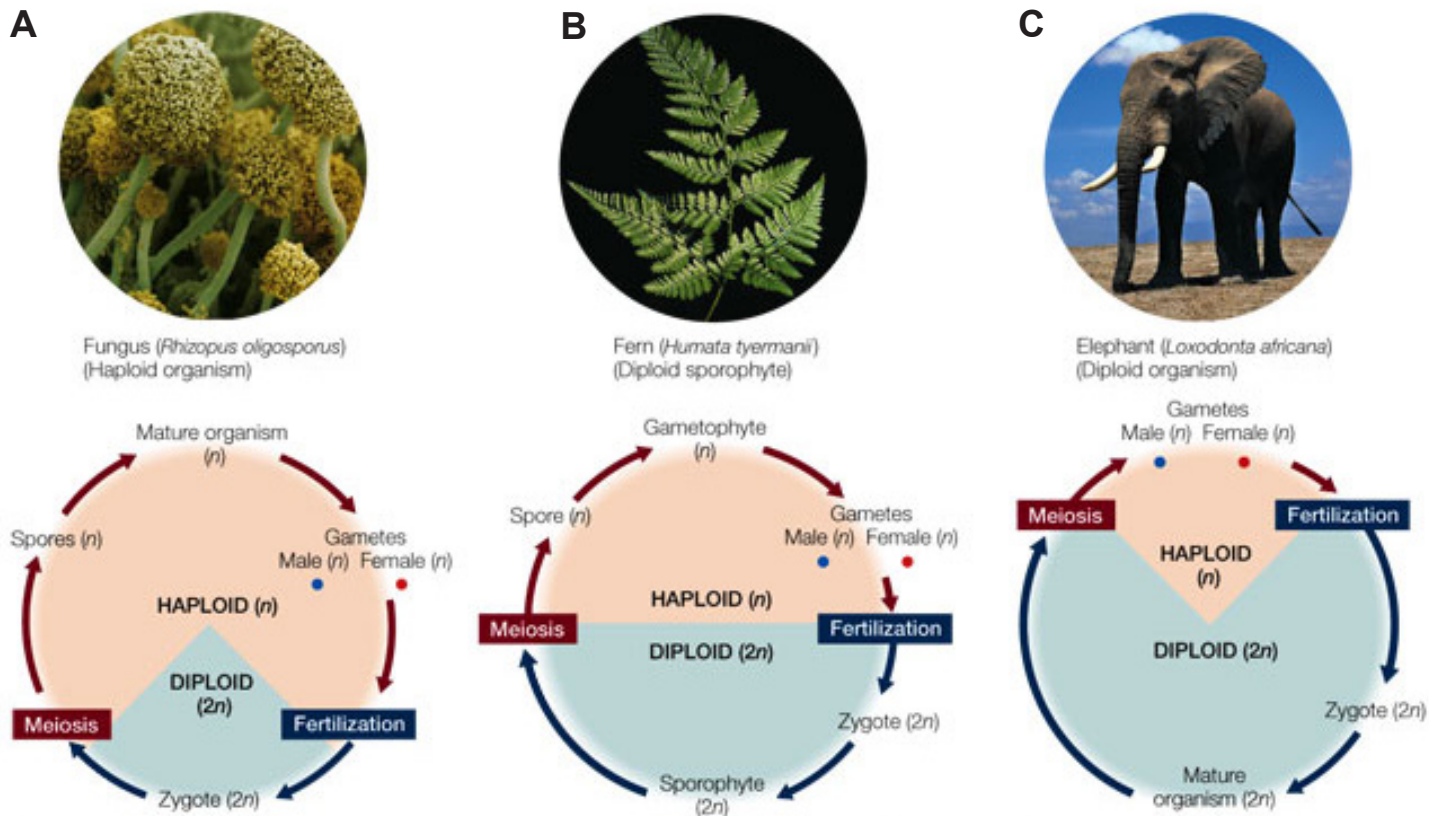 A
B
C
Fungus (Rhizopus oligosporus)
(Haploid organism)
Fern (Humata tyermanii)
(Diploid sporophyte)
Elephant (Loxodonta africana)
(Diploid organism)
Mature organism
(n)
Spores (n)
Gametes
Male (n) Female (n)
HAPLOID (n)
DIPLOID
(2n)
Meiosis
Fertilization
Zygote (2n)
Gametophyte
(n)
Spore (n)
Gametes
Male (n) Female (n)
HAPLOID (n)
Meiosis
Fertilization
DIPLOID (2n)
Zygote (2n)
Sporophyte
(2n)
Gametes
Male (n) Female (n)
Meiosis
Fertilization
HAPLOID
(n)
DIPLOID (2n)
Zygote (2n)
Mature
organism (2n)